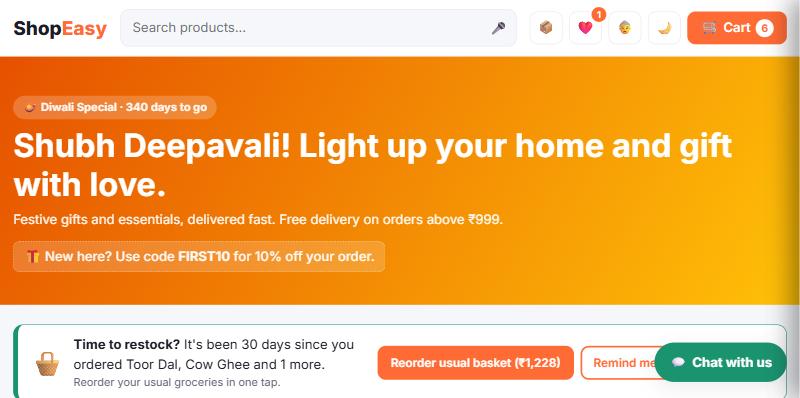 ShopEasy
Search products...
1
Cart 6
Diwali Special · 340 days to go
Shubh Deepavali! Light up your home and gift
with love.
Festive gifts and essentials, delivered fast. Free delivery on orders above ₹999.
New here? Use code FIRST10 for 10% off your order.
Time to restock? It's been 30 days since you
ordered Toor Dal, Cow Ghee and 1 more.
Reorder your usual groceries in one tap.
Reorder usual basket (₹1,228)
Remind me
Chat with us